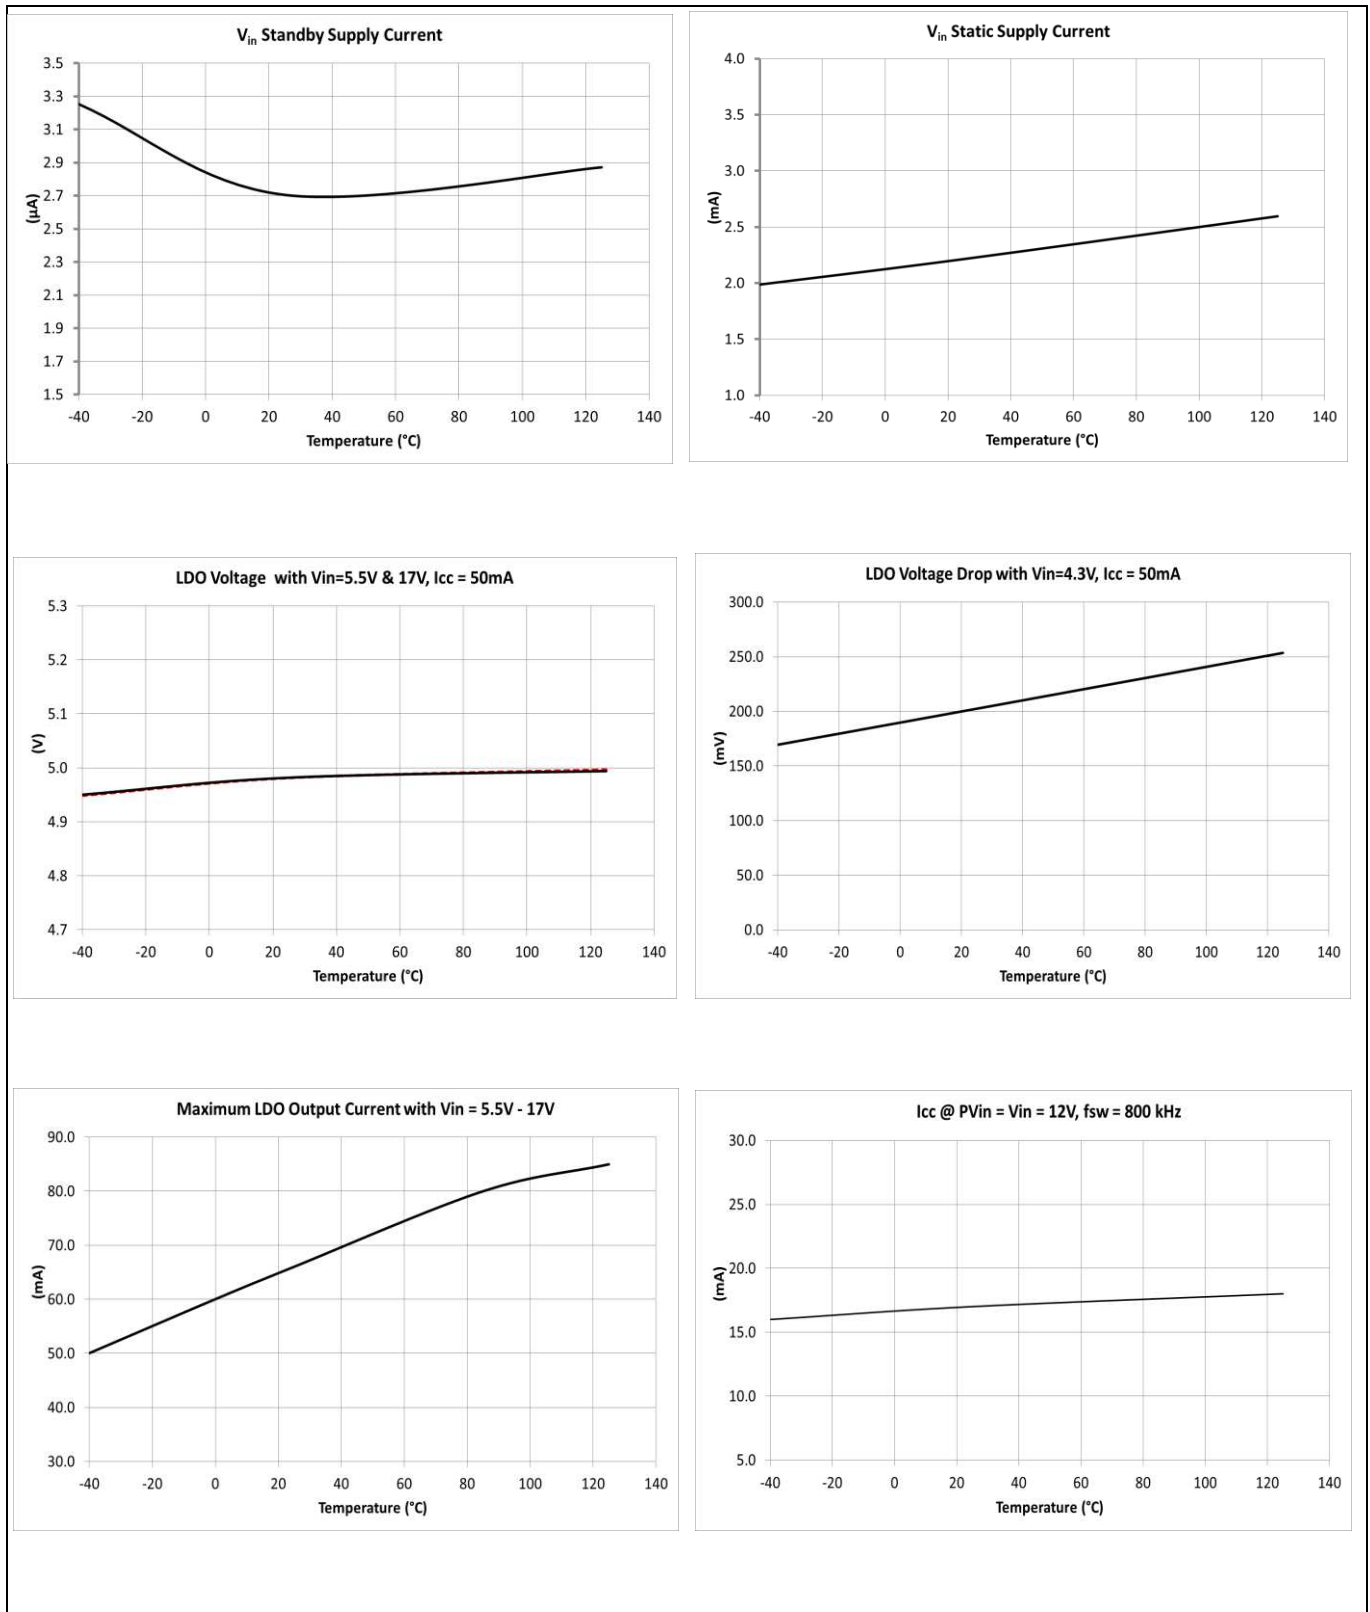 V_in Standby Supply Current
3.5
3.3
3.1
2.9
2.7
2.5
2.3
2.1
1.9
1.7
1.5
(µA)
-40 -20 0 20 40 60 80 100 120 140
Temperature (°C)
V_in Static Supply Current
4.0
3.5
3.0
2.5
2.0
1.5
1.0
(mA)
-40 -20 0 20 40 60 80 100 120 140
Temperature (°C)
LDO Voltage with Vin=5.5V & 17V, Icc = 50mA
5.3
5.2
5.1
5.0
4.9
4.8
4.7
(V)
-40 -20 0 20 40 60 80 100 120 140
Temperature (°C)
LDO Voltage Drop with Vin=4.3V, Icc = 50mA
300.0
250.0
200.0
150.0
100.0
50.0
0.0
(mV)
-40 -20 0 20 40 60 80 100 120 140
Temperature (°C)
Maximum LDO Output Current with Vin = 5.5V - 17V
90.0
80.0
70.0
60.0
50.0
40.0
30.0
(mA)
-40 -20 0 20 40 60 80 100 120 140
Temperature (°C)
Icc @ PVin = Vin = 12V, fsw = 800 kHz
30.0
25.0
20.0
15.0
10.0
5.0
(mA)
-40 -20 0 20 40 60 80 100 120 140
Temperature (°C)